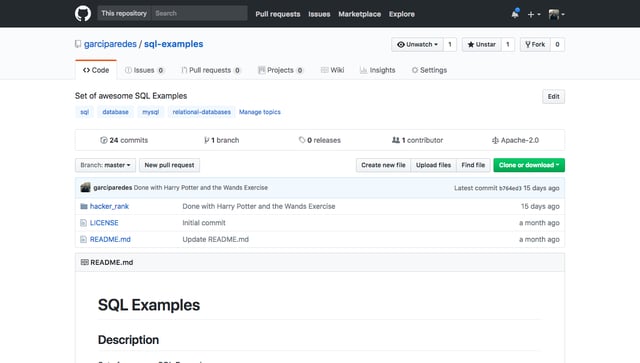 This repository Search Pull requests Issues Marketplace Explore
garciparedes / sql-examples Unwatch 1 Unstar 1 Fork 0
Code Issues 0 Pull requests 0 Projects 0 Wiki Insights Settings
Set of awesome SQL Examples Edit
sql database mysql relational-databases Manage topics
24 commits 1 branch 0 releases 1 contributor Apache-2.0
Branch: master New pull request Create new file Upload files Find file Clone or download
garciparedes Done with Harry Potter and the Wands Exercise Latest commit b764ed3 15 days ago
hacker_rank Done with Harry Potter and the Wands Exercise 15 days ago
LICENSE Initial commit a month ago
README.md Update README.md a month ago
README.md
SQL Examples
Description